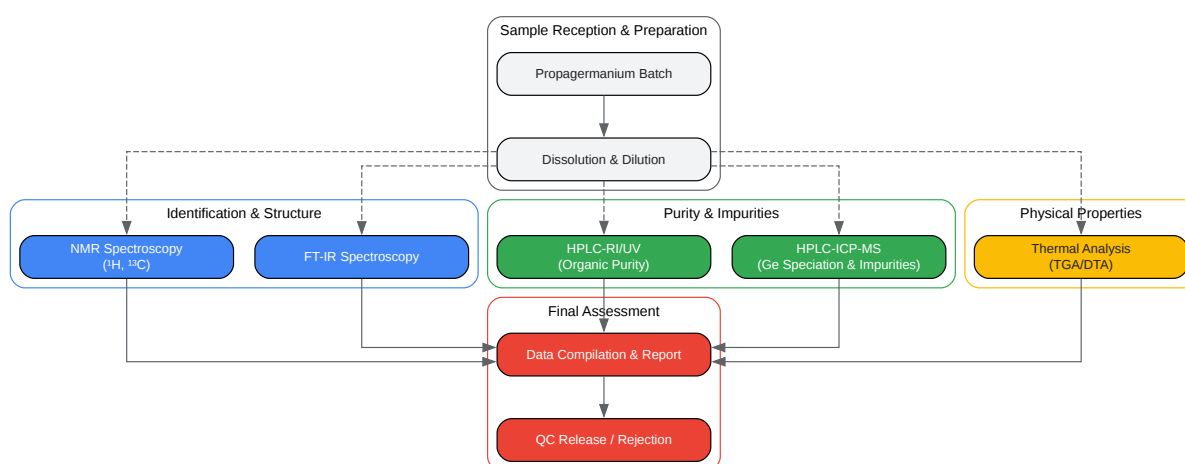 Sample Reception & Preparation
Propagermanium Batch
Dissolution & Dilution
Identification & Structure
Purity & Impurities
Physical Properties
NMR Spectroscopy
(¹H, ¹³C)
FT-IR Spectroscopy
HPLC-RI/UV
(Organic Purity)
HPLC-ICP-MS
(Ge Speciation & Impurities)
Thermal Analysis
(TGA/DTA)
Final Assessment
Data Compilation & Report
QC Release / Rejection